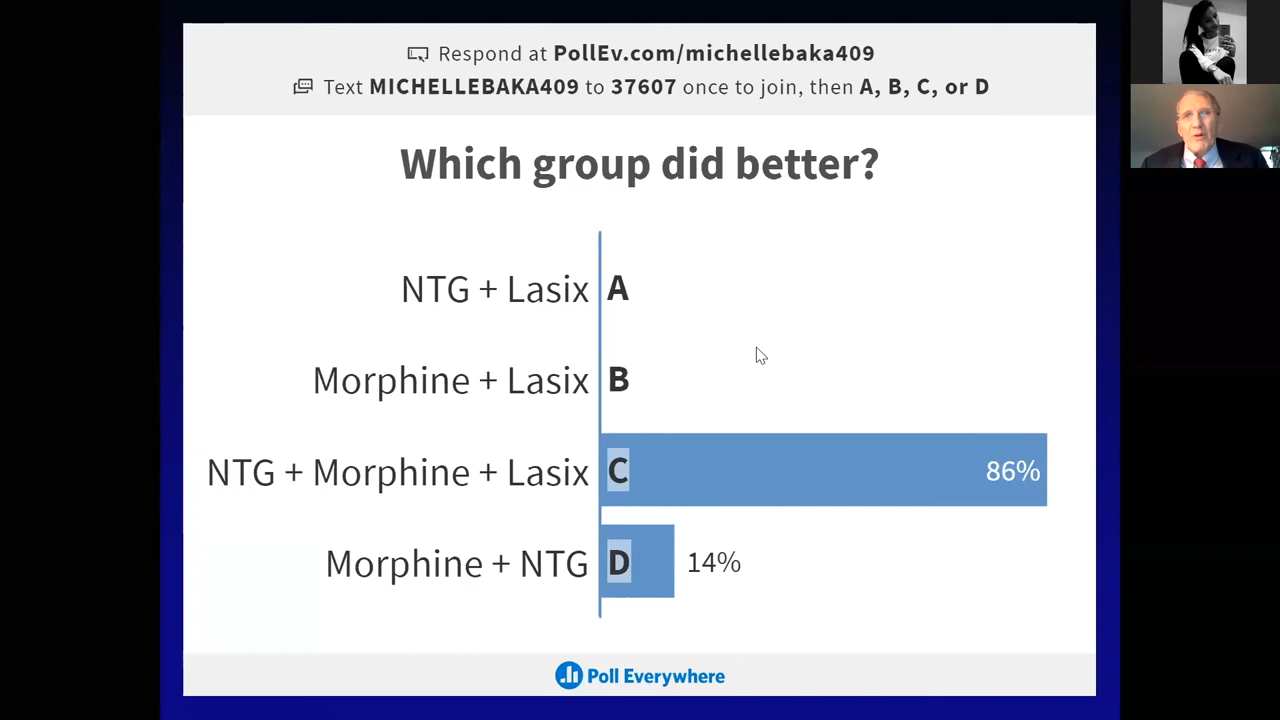 Respond at PollEv.com/michellebaka409
Text MICHELLEBAKA409 to 37607 once to join, then A, B, C, or D
Which group did better?
NTG + Lasix A
Morphine + Lasix B
NTG + Morphine + Lasix C 86%
Morphine + NTG D 14%
Poll Everywhere